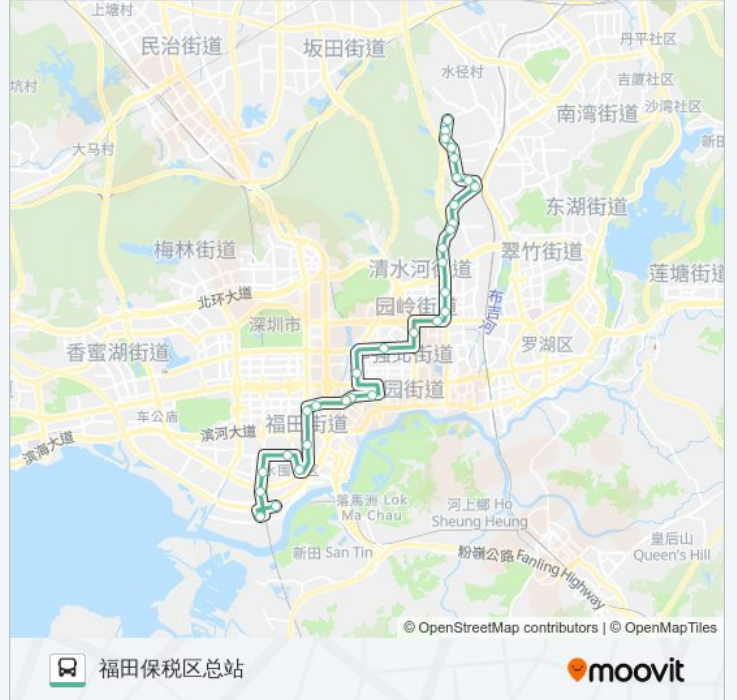 上塘村
民治街道
坂田街道
丹平社区
坑村
水径村
吉厦社区
南湾街道
沙湾社区
大马村
新田
东湖街道
梅林街道
翠竹街道
清水河街道
莲塘街道
北环大道
园岭街道
布吉河
深圳市
罗湖区
香蜜湖街道
强北街道
园街道
车公庙
福田街道
滨河大道
滨海大道
水围
落馬洲 Lok
Ma Chau
河上鄉 Ho
Sheung Heung
新田 San Tin
粉嶺公路 Fanling Highway
皇后山
Queen's Hill
© OpenStreetMap contributors | © OpenMapTiles
福田保税区总站
moovit